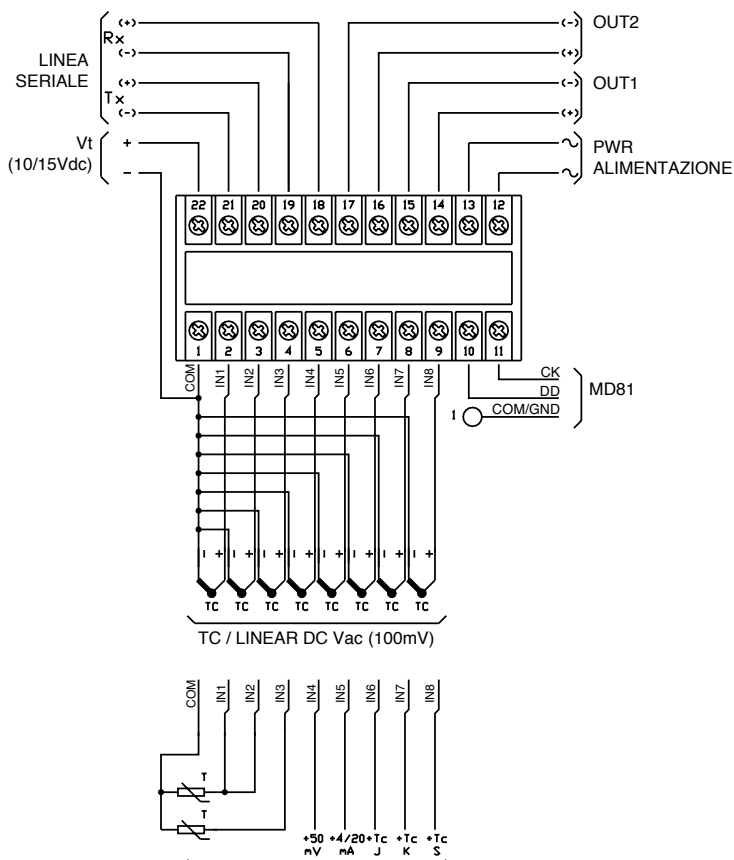 (+)
Rx
(-)
LINEA
SERIALE
(+)
Tx
(-)
Vt
(10/15Vdc)
+
-
(-)
OUT2
(+)
(-)
OUT1
(+)
PWR
ALIMENTAZIONE
22 21 20 19 18 17 16 15 14 13 12
1 2 3 4 5 6 7 8 9 10 11
COM IN1 IN2 IN3 IN4 IN5 IN6 IN7 IN8
CK
DD
1 COM/GND
MD81
- + - + - + - + - + - + - + - +
TC TC TC TC TC TC TC TC
TC / LINEAR DC Vac (100mV)
COM IN1 IN2 IN3 IN4 IN5 IN6 IN7 IN8
T
T
+50 +4/20 +Tc +Tc +Tc
mV mA J K S